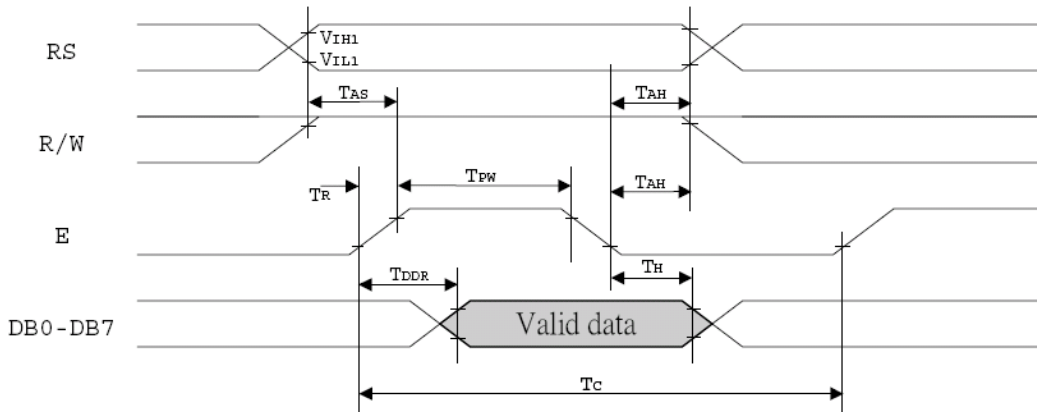 RS
VIH1
VIL1
TAS
TAH
R/W
TR
TPW
TAH
E
TDDR
TH
DB0-DB7
Valid data
TC